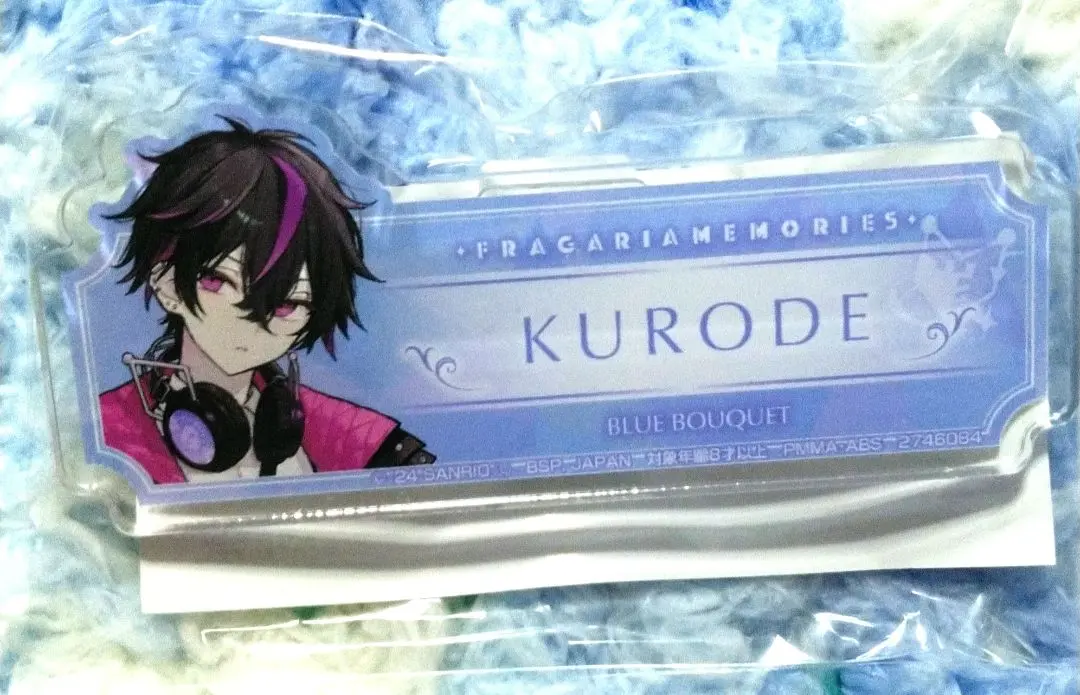 FRAGARIAMEMORIES
KURODE
BLUE BOUQUET
'24 SANRIO BSP JAPAN 対象年齢8才以上 PMMA·ABS 2746084